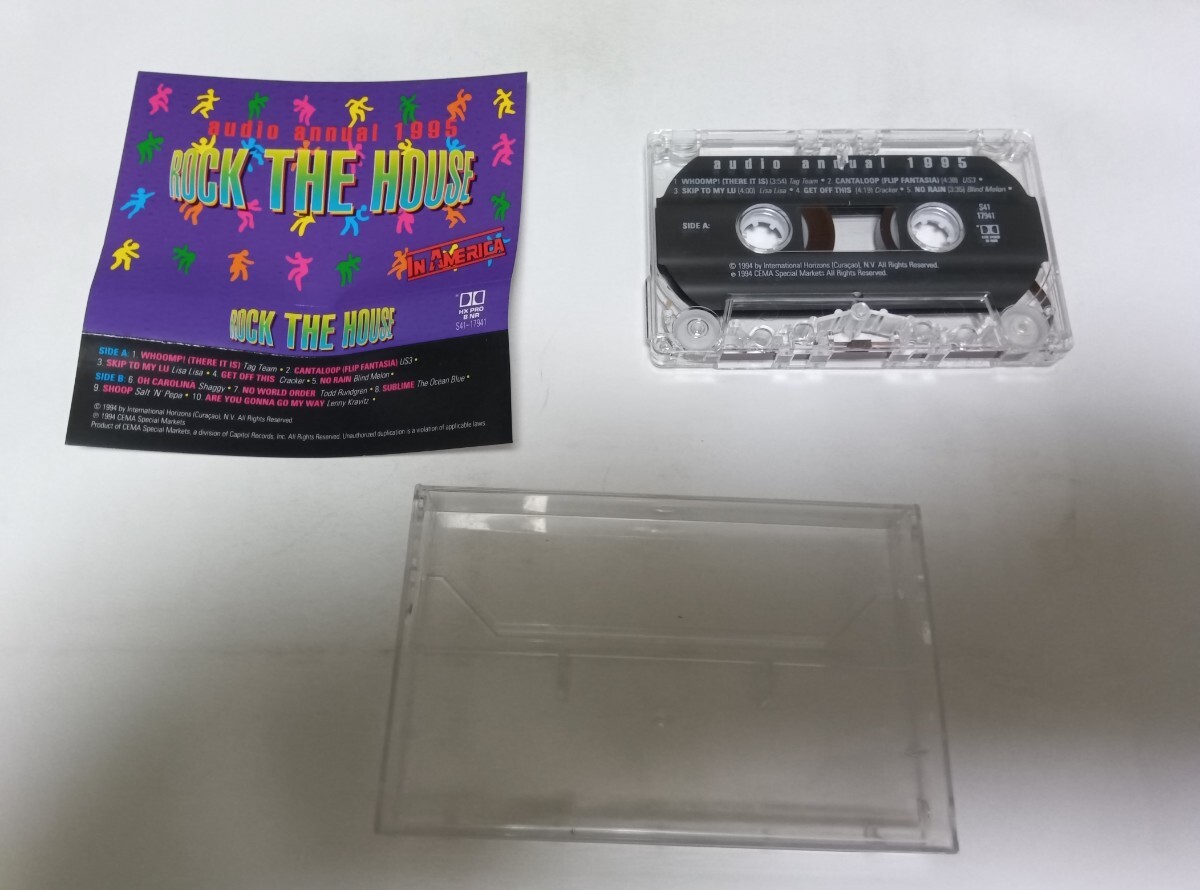 audio annual 1995
ROCK THE HOUSE
IN AMERICA
ROCK THE HOUSE
HX PRO
B NR
S41-17941
SIDE A: 1. WHOOMP! (THERE IT IS) Tag Team • 2. CANTALOOP (FLIP FANTASIA) US3 •
3. SKIP TO MY LU Lisa Lisa • 4. GET OFF THIS Cracker • 5. NO RAIN Blind Melon •
SIDE B: 6. OH CAROLINA Shaggy • 7. NO WORLD ORDER Todd Rundgren • 8. SUBLIME The Ocean Blue •
9. SHOOP Salt 'N' Pepa • 10. ARE YOU GONNA GO MY WAY Lenny Kravitz •
© 1994 by International Horizons (Curaçao), N.V. All Rights Reserved
℗ 1994 CEMA Special Markets
Product of CEMA Special Markets, a division of Capitol Records, Inc. All Rights Reserved. Unauthorized duplication is a violation of applicable laws.
audio annual 1995
1. WHOOMP! (THERE IT IS) (3:54) Tag Team • 2. CANTALOOP (FLIP FANTASIA) (4:38) US3 •
3. SKIP TO MY LU (4:00) Lisa Lisa • 4. GET OFF THIS (4:19) Cracker • 5. NO RAIN (3:35) Blind Melon •
SIDE A:
S41
17941
© 1994 by International Horizons (Curaçao), N.V. All Rights Reserved.
℗ 1994 CEMA Special Markets All Rights Reserved.